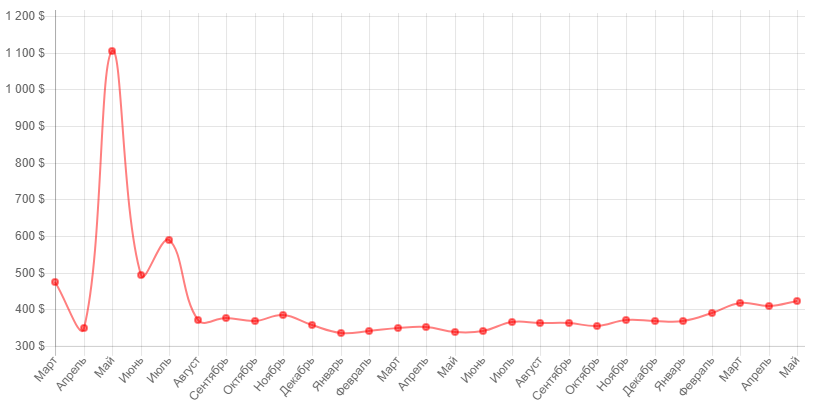 1 200 $
1 100 $
1 000 $
900 $
800 $
700 $
600 $
500 $
400 $
300 $
Март
Апрель
Май
Июнь
Июль
Август
Сентябрь
Октябрь
Ноябрь
Декабрь
Январь
Февраль
Март
Апрель
Май
Июнь
Июль
Август
Сентябрь
Октябрь
Ноябрь
Декабрь
Январь
Февраль
Март
Апрель
Май